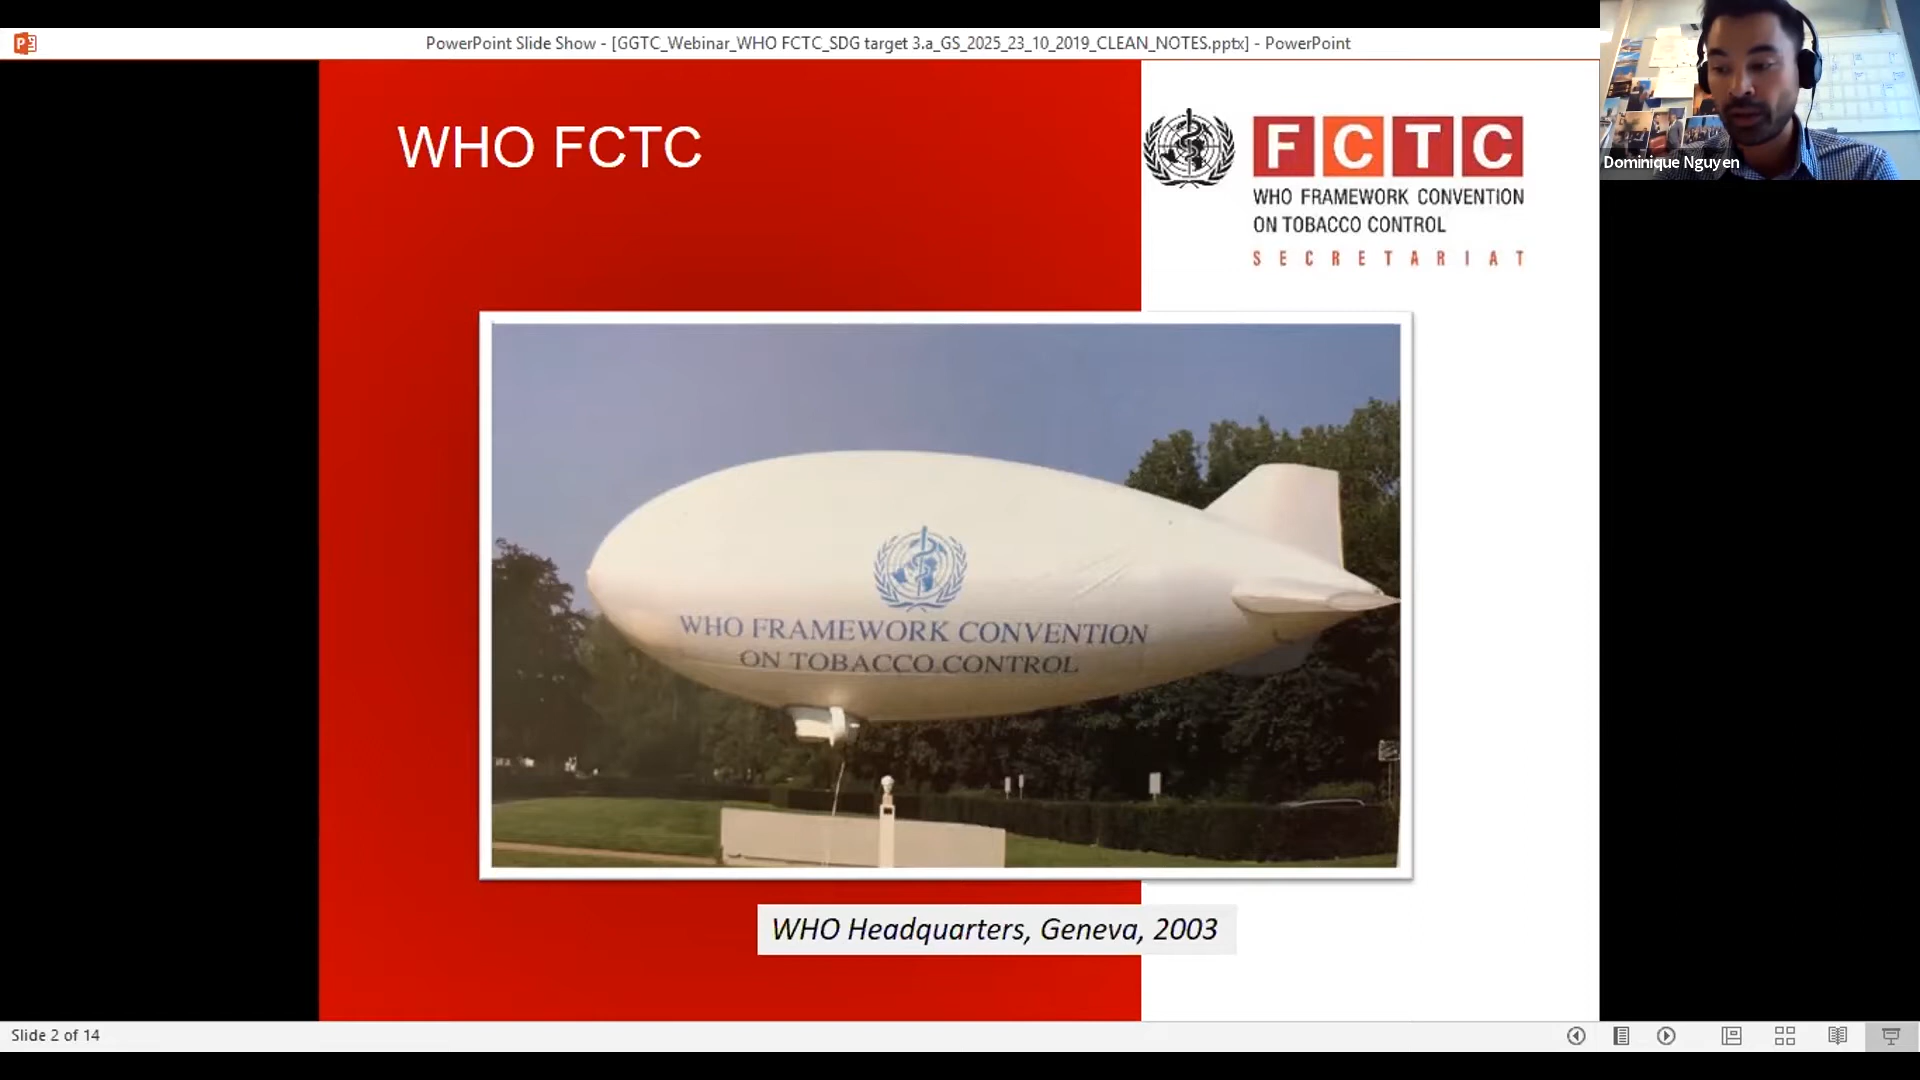 PowerPoint Slide Show - [GGTC_Webinar_WHO FCTC_SDG target 3.a_GS_2025_23_10_2019_CLEAN_NOTES.pptx] - PowerPoint
Dominique Nguyen
WHO FCTC
FCTC
WHO FRAMEWORK CONVENTION
ON TOBACCO CONTROL
SECRETARIAT
WHO FRAMEWORK CONVENTION
ON TOBACCO CONTROL
WHO Headquarters, Geneva, 2003
Slide 2 of 14